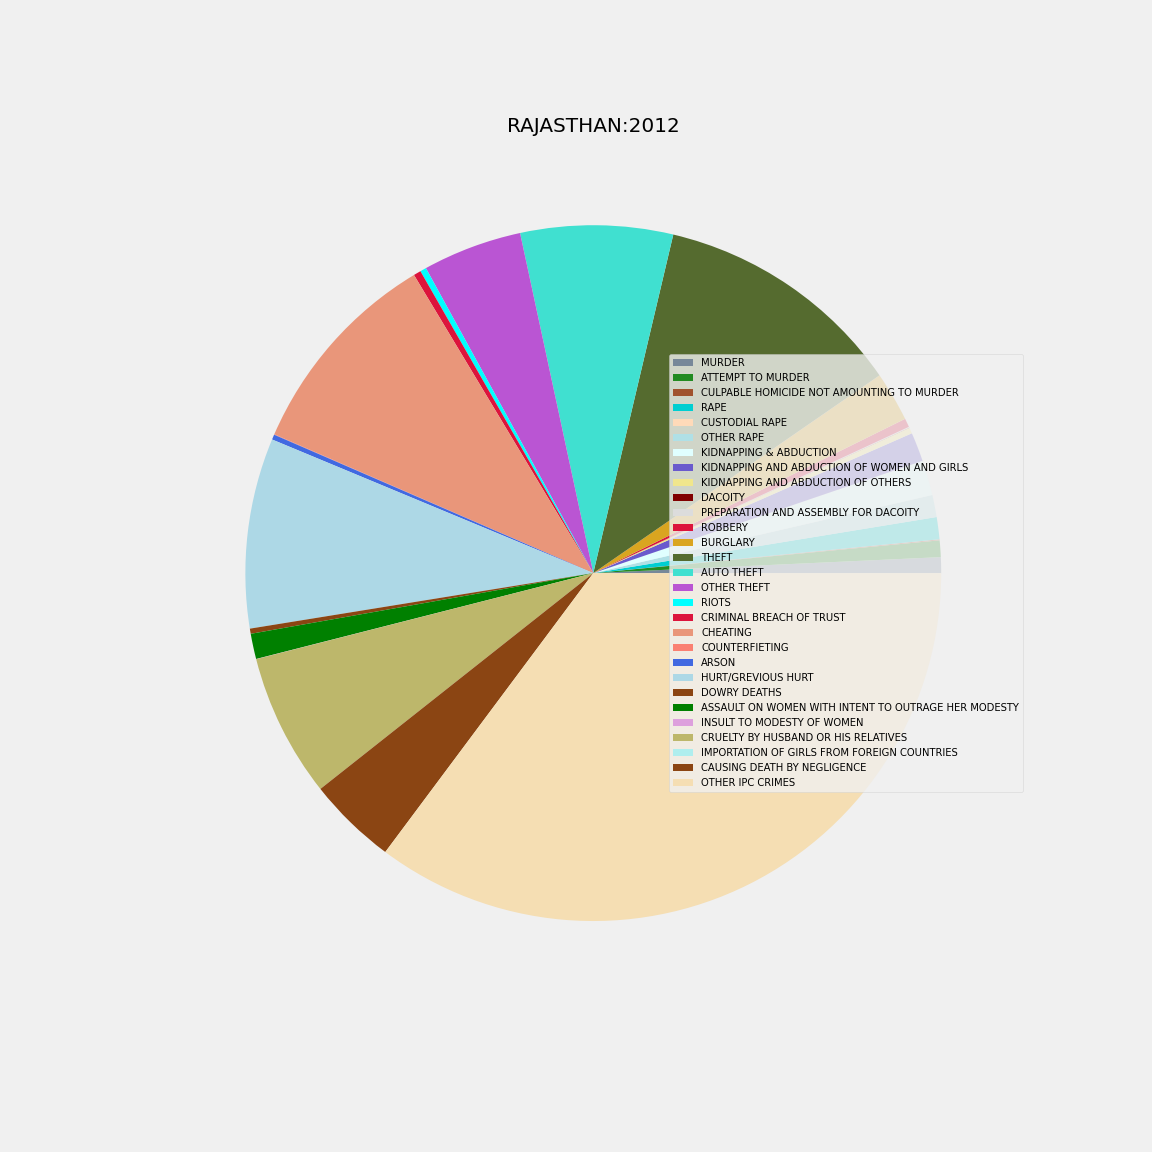 RAJASTHAN:2012
MURDER
ATTEMPT TO MURDER
CULPABLE HOMICIDE NOT AMOUNTING TO MURDER
RAPE
CUSTODIAL RAPE
OTHER RAPE
KIDNAPPING & ABDUCTION
KIDNAPPING AND ABDUCTION OF WOMEN AND GIRLS
KIDNAPPING AND ABDUCTION OF OTHERS
DACOITY
PREPARATION AND ASSEMBLY FOR DACOITY
ROBBERY
BURGLARY
THEFT
AUTO THEFT
OTHER THEFT
RIOTS
CRIMINAL BREACH OF TRUST
CHEATING
COUNTERFIETING
ARSON
HURT/GREVIOUS HURT
DOWRY DEATHS
ASSAULT ON WOMEN WITH INTENT TO OUTRAGE HER MODESTY
INSULT TO MODESTY OF WOMEN
CRUELTY BY HUSBAND OR HIS RELATIVES
IMPORTATION OF GIRLS FROM FOREIGN COUNTRIES
CAUSING DEATH BY NEGLIGENCE
OTHER IPC CRIMES